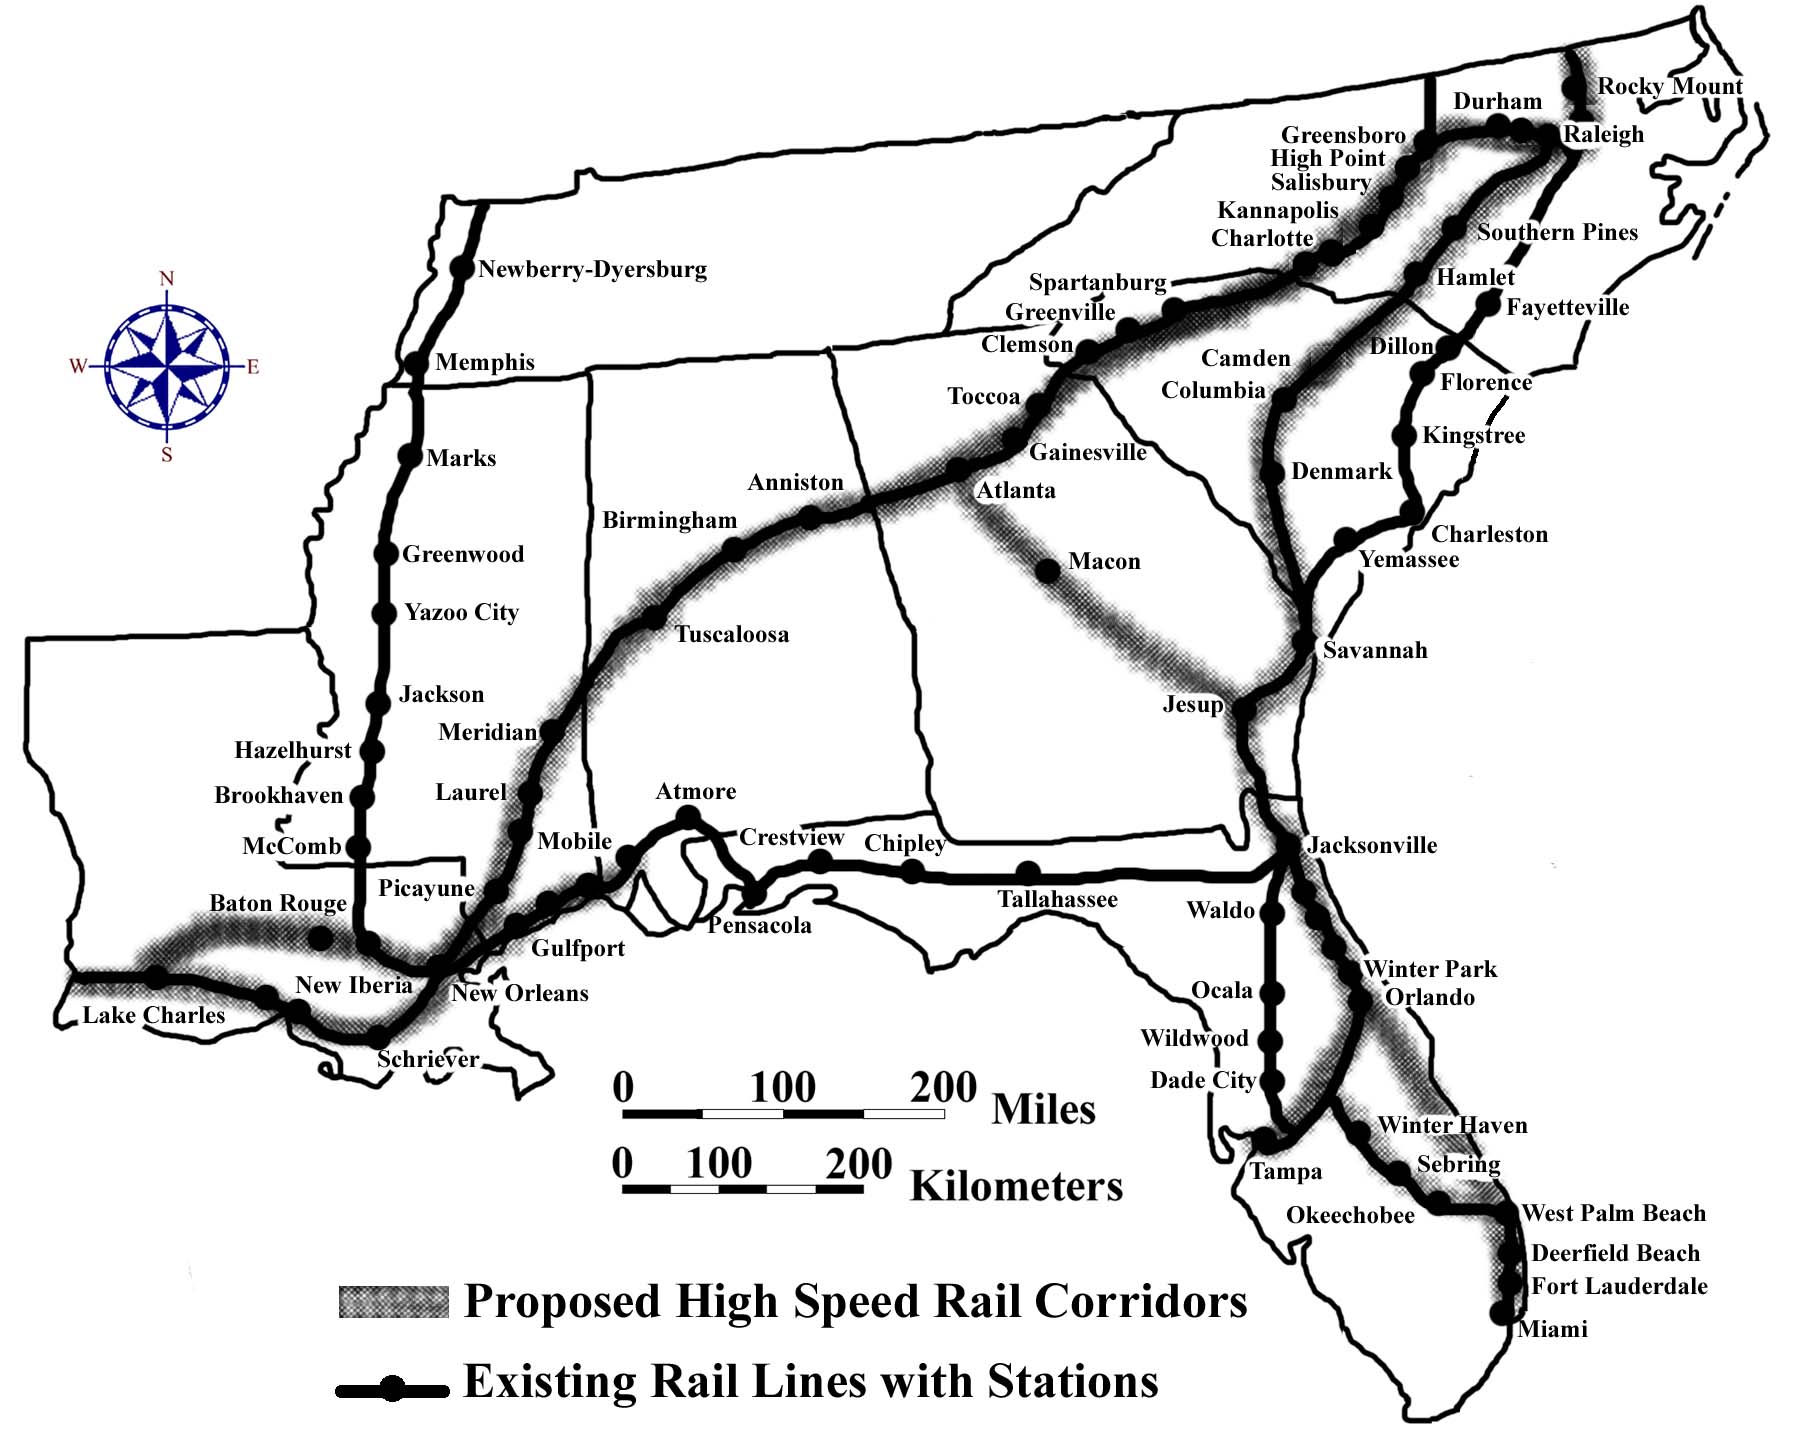 Rocky Mount
Durham
Greensboro
Raleigh
High Point
Salisbury
Kannapolis
Charlotte
Southern Pines
Newberry-Dyersburg
Spartanburg
Hamlet
Greenville
Fayetteville
Clemson
Dillon
Memphis
Camden
Columbia
Florence
Toccoa
Kingstree
Gainesville
Marks
Denmark
Anniston
Atlanta
Birmingham
Charleston
Greenwood
Macon
Yemassee
Yazoo City
Tuscaloosa
Savannah
Jackson
Jesup
Meridian
Hazelhurst
Laurel
Atmore
Brookhaven
Mobile
Crestview
Chipley
McComb
Jacksonville
Picayune
Baton Rouge
Tallahassee
Waldo
Pensacola
Gulfport
Winter Park
New Iberia
New Orleans
Ocala
Orlando
Lake Charles
Wildwood
Schriever
Dade City
Winter Haven
Tampa
Sebring
Okeechobee
West Palm Beach
Deerfield Beach
Fort Lauderdale
Miami
N
W
E
S
0 100 200 Miles
0 100 200 Kilometers
Proposed High Speed Rail Corridors
Existing Rail Lines with Stations